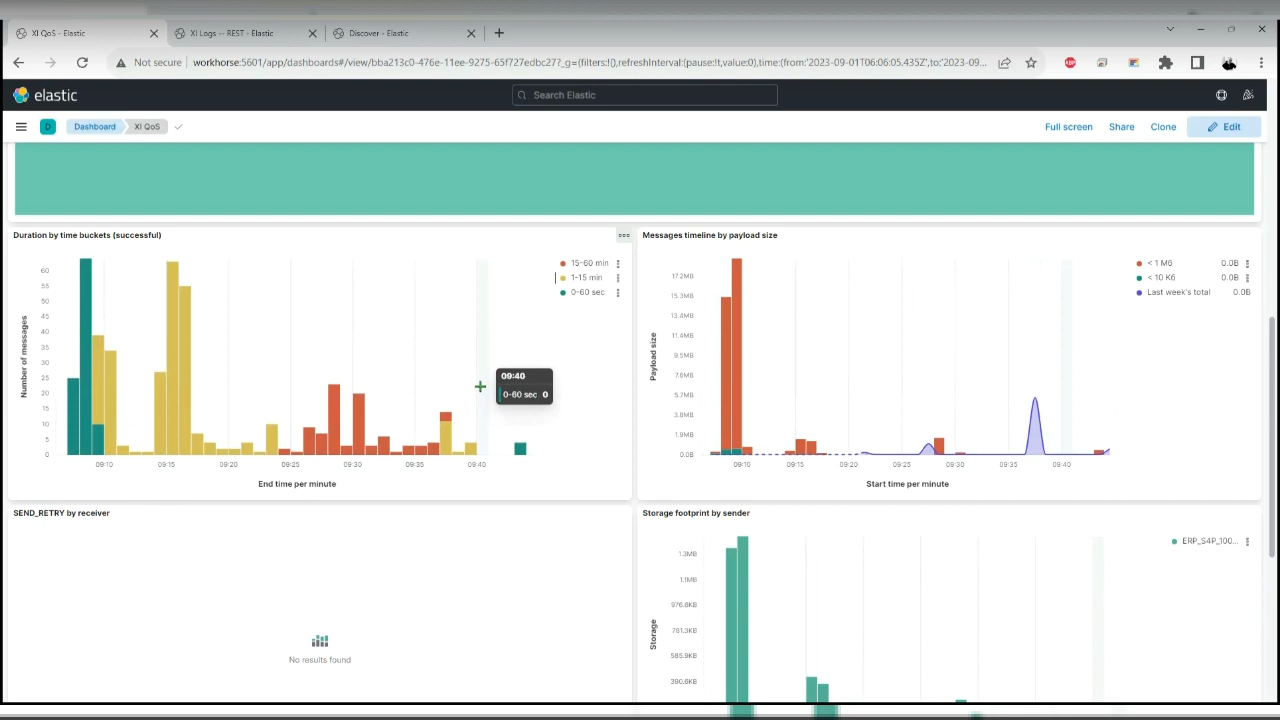 XI QoS - Elastic
XI Logs -- REST - Elastic
Discover - Elastic
Not secure
workhorse:5601/app/dashboards#/view/bba213c0-476e-11ee-9275-65f727edbc27?_g=(filters:!(),refreshInterval:(pause:!t,value:0),time:(from:'2023-09-01T06:06:05.435Z',to:'2023-09...
ABP
elastic
Search Elastic
D
Dashboard
XI QoS
Full screen
Share
Clone
Edit
Duration by time buckets (successful)
Number of messages
60
55
50
45
40
35
30
25
20
15
10
5
0
09:10
09:15
09:20
09:25
09:30
09:35
09:40
End time per minute
15-60 min
1-15 min
0-60 sec
09:40
0-60 sec 0
Messages timeline by payload size
Payload size
17.2MB
15.3MB
13.4MB
11.4MB
9.5MB
7.6MB
5.7MB
3.8MB
1.9MB
0.0B
09:10
09:15
09:20
09:25
09:30
09:35
09:40
Start time per minute
< 1 Мб 0.0B
< 10 Кб 0.0B
Last week's total 0.0B
SEND_RETRY by receiver
No results found
Storage footprint by sender
Storage
1.3MB
1.1MB
976.6KB
781.3KB
585.9KB
390.6KB
ERP_S4P_100...